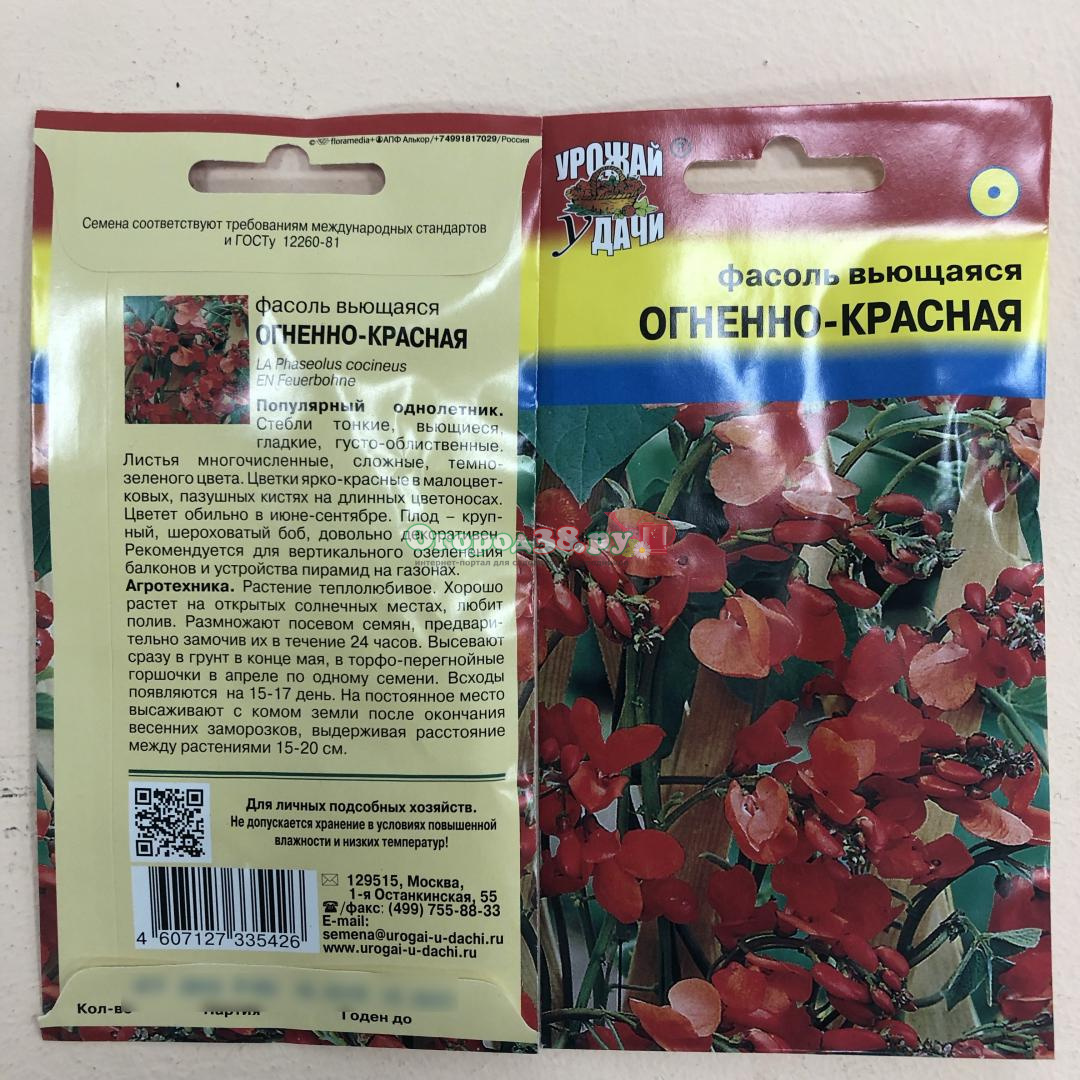 © floramedia+ АПФ Алькор/+74991817029/Россия
Семена соответствуют требованиям международных стандартов
и ГОСТу 12260-81
фасоль вьющаяся
ОГНЕННО-КРАСНАЯ
LA Phaseolus cocineus
EN Feuerbohne
Популярный однолетник.
Стебли тонкие, вьющиеся,
гладкие, густо-облиственные.
Листья многочисленные, сложные, темно-
зеленого цвета. Цветки ярко-красные в малоцвет-
ковых, пазушных кистях на длинных цветоносах.
Цветет обильно в июне-сентябре. Плод – круп-
ный, шероховатый боб, довольно декоративен.
Рекомендуется для вертикального озеленения
балконов и устройства пирамид на газонах.
Агротехника. Растение теплолюбивое. Хорошо
растет на открытых солнечных местах, любит
полив. Размножают посевом семян, предвари-
тельно замочив их в течение 24 часов. Высевают
сразу в грунт в конце мая, в торфо-перегнойные
горшочки в апреле по одному семени. Всходы
появляются на 15-17 день. На постоянное место
высаживают с комом земли после окончания
весенних заморозков, выдерживая расстояние
между растениями 15-20 см.
Для личных подсобных хозяйств.
Не допускается хранение в условиях повышенной
влажности и низких температур!
129515, Москва,
1-я Останкинская, 55
/факс: (499) 755-88-33
E-mail:
semena@urogai-u-dachi.ru
www.urogai-u-dachi.ru
4 607127 335426
Кол-во Партия Годен до
УРОЖАЙ ®
УДАЧИ
фасоль вьющаяся
ОГНЕННО-КРАСНАЯ
Огород38.ру
интернет-портал для